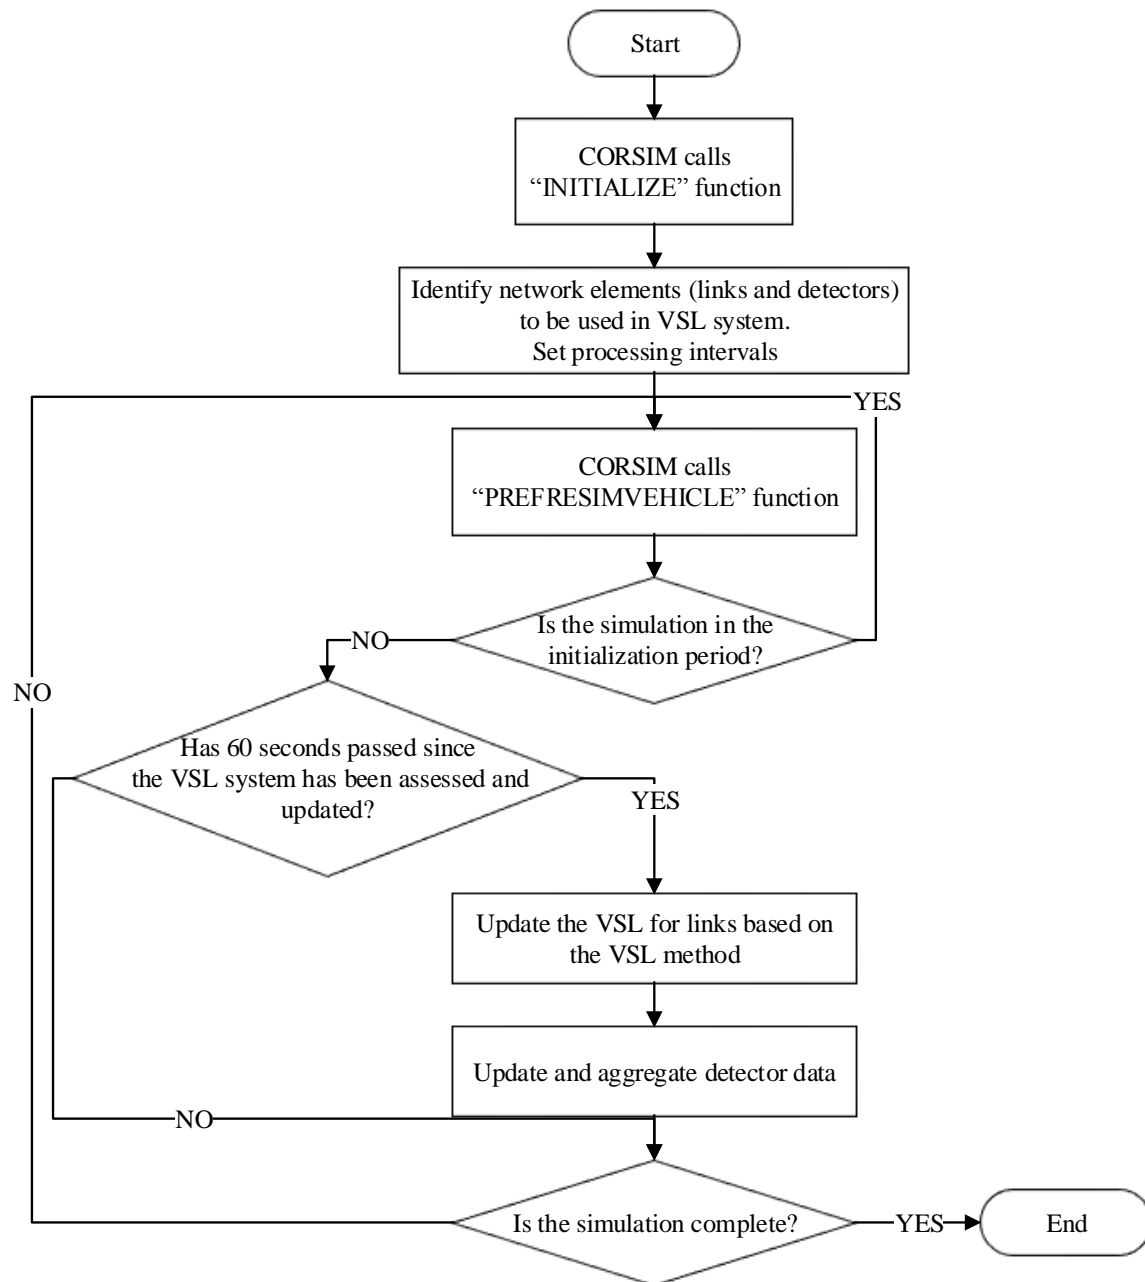 Start
CORSIM calls
“INITIALIZE” function
Identify network elements (links and detectors)
to be used in VSL system.
Set processing intervals
YES
CORSIM calls
“PREFRESIMVEHICLE” function
Is the simulation in the
initialization period?
NO
NO
Has 60 seconds passed since
the VSL system has been assessed and
updated?
YES
Update the VSL for links based on
the VSL method
Update and aggregate detector data
NO
Is the simulation complete?
YES
End